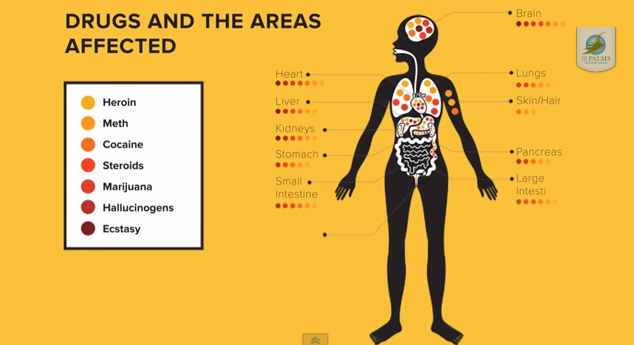 DRUGS AND THE AREAS
AFFECTED
Heroin
Meth
Cocaine
Steroids
Marijuana
Hallucinogens
Ecstasy
Heart
Liver
Kidneys
Stomach
Small
Intestine
Brain
Lungs
Skin/Hair
Pancreas
Large
Intesti
12 PALMS